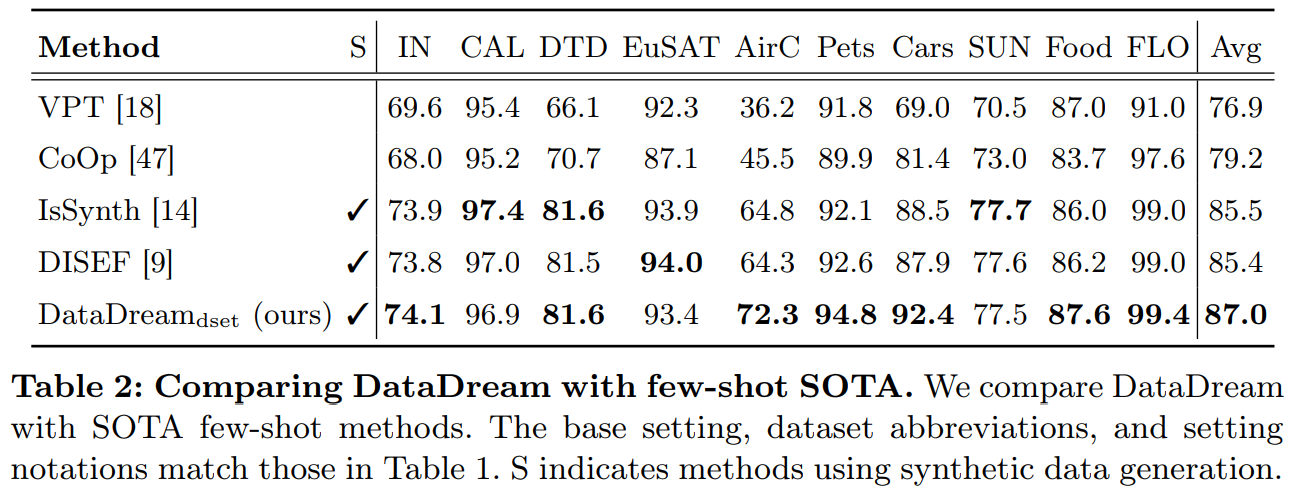 Method S IN CAL DTD EuSAT AirC Pets Cars SUN Food FLO Avg
VPT [18] 69.6 95.4 66.1 92.3 36.2 91.8 69.0 70.5 87.0 91.0 76.9
CoOp [47] 68.0 95.2 70.7 87.1 45.5 89.9 81.4 73.0 83.7 97.6 79.2
IsSynth [14] ✓ 73.9 97.4 81.6 93.9 64.8 92.1 88.5 77.7 86.0 99.0 85.5
DISEF [9] ✓ 73.8 97.0 81.5 94.0 64.3 92.6 87.9 77.6 86.2 99.0 85.4
DataDream_dset (ours) ✓ 74.1 96.9 81.6 93.4 72.3 94.8 92.4 77.5 87.6 99.4 87.0
Table 2: Comparing DataDream with few-shot SOTA. We compare DataDream
with SOTA few-shot methods. The base setting, dataset abbreviations, and setting
notations match those in Table 1. S indicates methods using synthetic data generation.